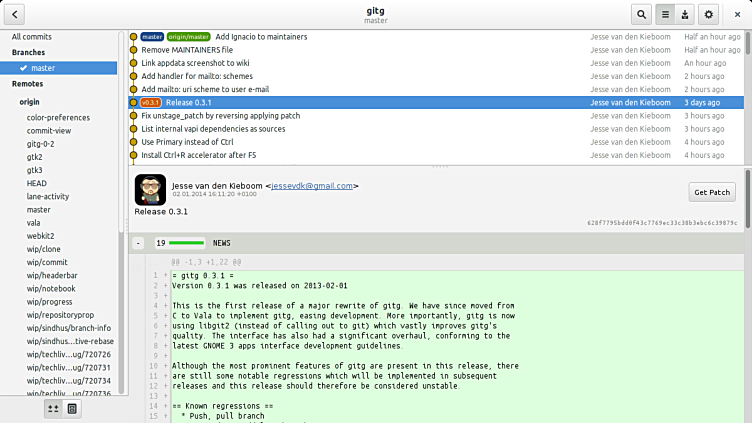 gitg
master
All commits
Branches
master
Remotes
origin
color-preferences
commit-view
gitg-0-2
gtk2
gtk3
HEAD
lane-activity
master
vala
webkit2
wip/clone
wip/commit
wip/headerbar
wip/notebook
wip/progress
wip/repositoryprop
wip/sindhus/branch-info
wip/sindhus...tive-rebase
wip/techliv...ug/720726
wip/techliv...ug/720731
wip/techliv...ug/720734
wip/techliv...ug/720736
master origin/master Add Ignacio to maintainers Jesse van den Kieboom Half an hour ago
Remove MAINTAINERS file Jesse van den Kieboom Half an hour ago
Link appdata screenshot to wiki Jesse van den Kieboom An hour ago
Add handler for mailto: schemes Jesse van den Kieboom 2 hours ago
Add mailto: uri scheme to user e-mail Jesse van den Kieboom 2 hours ago
v0.3.1 Release 0.3.1 Jesse van den Kieboom 3 days ago
Fix unstage_patch by reversing applying patch Jesse van den Kieboom 3 hours ago
List internal vapi dependencies as sources Jesse van den Kieboom 3 hours ago
Use Primary instead of Ctrl Jesse van den Kieboom 4 hours ago
Install Ctrl+R accelerator after F5 Jesse van den Kieboom 4 hours ago
Jesse van den Kieboom <jessevdk@gmail.com>
02.01.2014 16:11:20 +0100
Get Patch
Release 0.3.1
- 19 NEWS
@@ -1,3 +1,22 @@
1 + = gitg 0.3.1 =
2 + Version 0.3.1 was released on 2013-02-01
3 +
4 + This is the first release of a major rewrite of gitg. We have since moved from
5 + C to Vala to implement gitg, easing development. More importantly, gitg is now
6 + using libgit2 (instead of calling out to git) which vastly improves gitg's
7 + quality. The interface has also had a significant overhaul, conforming to the
8 + latest GNOME 3 apps interface development guidelines.
9 +
10 + Although the most prominent features of gitg are present in this release, there
11 + are still some notable regressions which will be implemented in subsequent
12 + releases and this release should therefore be considered unstable.
13 +
14 + == Known regressions ==
15 + * Push, pull branch